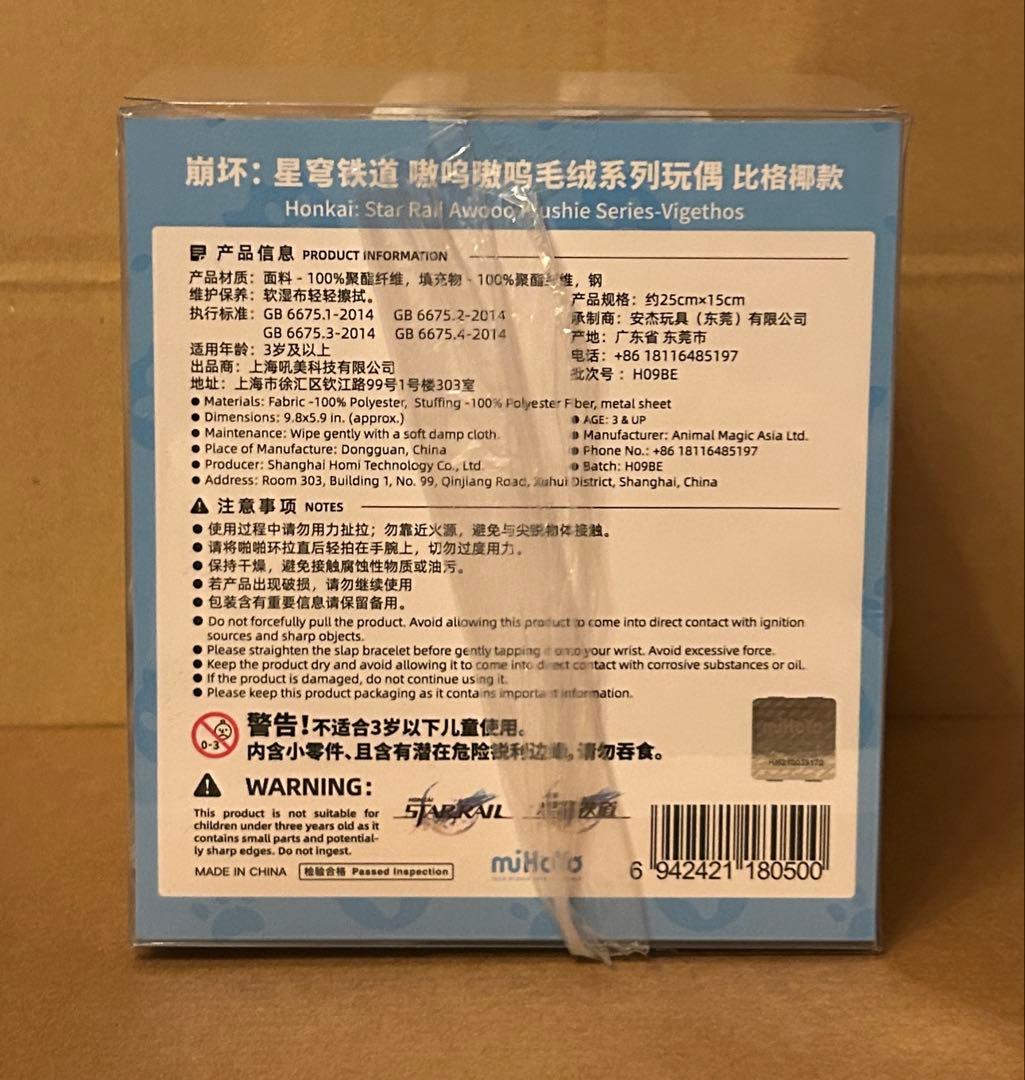 崩坏：星穹铁道 嗷呜嗷呜毛绒系列玩偶 比格椰款
Honkai: Star Rail Awooo Plushie Series-Vigethos
产品信息 PRODUCT INFORMATION
产品材质：面料 - 100%聚酯纤维，填充物 - 100%聚酯纤维，钢
维护保养：软湿布轻轻擦拭。
执行标准：GB 6675.1-2014 GB 6675.2-2014
GB 6675.3-2014 GB 6675.4-2014
适用年龄：3岁及以上
出品商：上海吼美科技有限公司
地址：上海市徐汇区钦江路99号1号楼303室
产品规格：约25cm×15cm
承制商：安杰玩具（东莞）有限公司
产地：广东省 东莞市
电话：+86 18116485197
批次号：H09BE
● Materials: Fabric -100% Polyester, Stuffing -100% Polyester Fiber, metal sheet
● Dimensions: 9.8x5.9 in. (approx.)
● Maintenance: Wipe gently with a soft damp cloth.
● Place of Manufacture: Dongguan, China
● Producer: Shanghai Homi Technology Co., Ltd.
● AGE: 3 & UP
● Manufacturer: Animal Magic Asia Ltd.
● Phone No.: +86 18116485197
● Batch: H09BE
● Address: Room 303, Building 1, No. 99, Qinjiang Road, Xuhui District, Shanghai, China
注意事项 NOTES
● 使用过程中请勿用力扯拉；勿靠近火源，避免与尖锐物体接触。
● 请将啪啪环拉直后轻拍在手腕上，切勿过度用力。
● 保持干燥，避免接触腐蚀性物质或油污。
● 若产品出现破损，请勿继续使用
● 包装含有重要信息请保留备用。
● Do not forcefully pull the product. Avoid allowing this product to come into direct contact with ignition
sources and sharp objects.
● Please straighten the slap bracelet before gently tapping it onto your wrist. Avoid excessive force.
● Keep the product dry and avoid allowing it to come into direct contact with corrosive substances or oil.
● If the product is damaged, do not continue using it.
● Please keep this product packaging as it contains important information.
0-3
警告！不适合3岁以下儿童使用。
内含小零件、且含有潜在危险锐利边缘，请勿吞食。
WARNING:
This product is not suitable for
children under three years old as it
contains small parts and potential-
ly sharp edges. Do not ingest.
MADE IN CHINA 检验合格 Passed Inspection
HONKAI
STAR RAIL
miHoYo
miHoYo
6 942421 180500